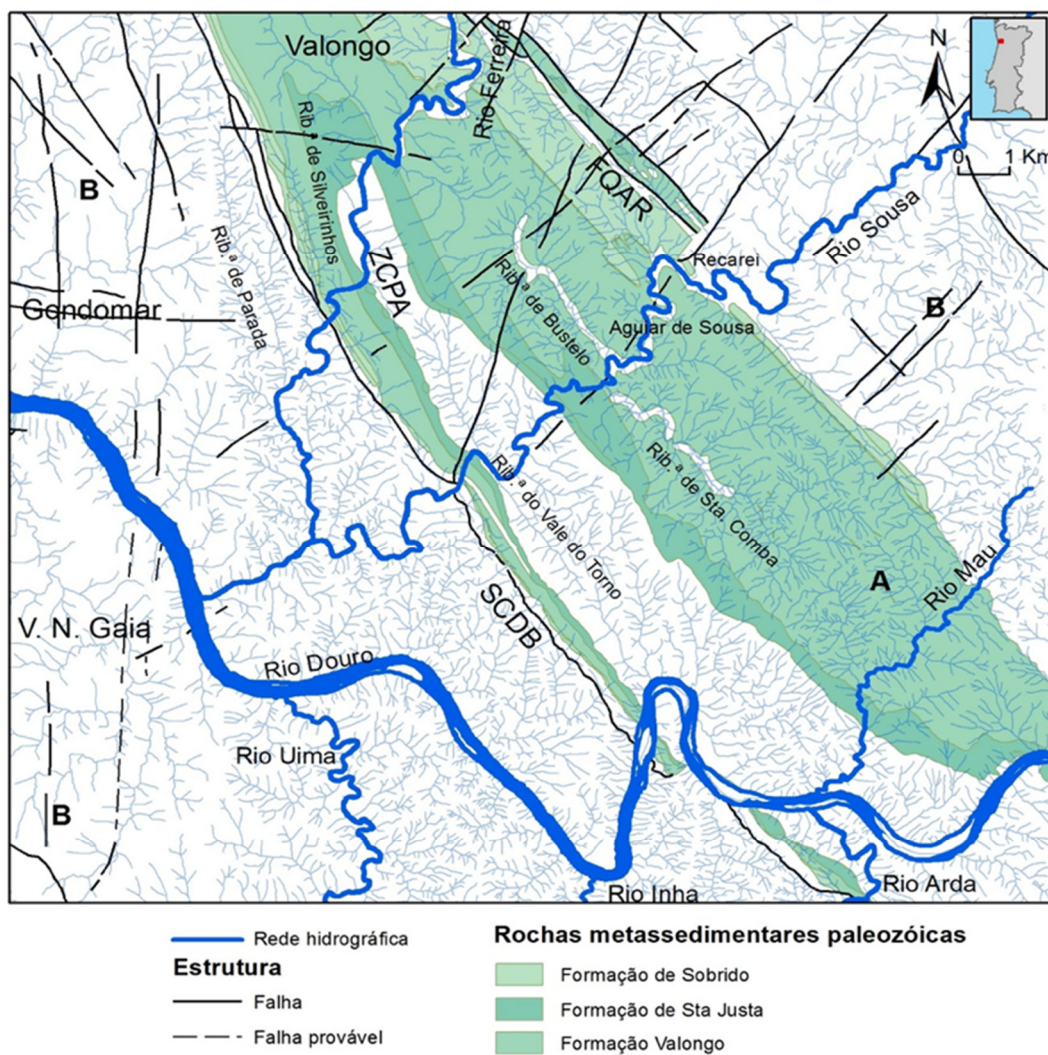 Valongo
Rio Ferreira
N
0 1 Km
Rib.ª de Silveirinhos
B
FQAR
Rio Sousa
Rib.ª de Parada
ZCPA
Recarei
Gondomar
Rib.ª de Bustelo
Aguiar de Sousa
B
Rib.ª do Vale do Torno
Rib.ª de Sta. Comba
A
Rio Mau
SCDB
V. N. Gaia
Rio Douro
Rio Uima
B
Rio Inha
Rio Arda
Rede hidrográfica
Estrutura
Falha
Falha provável
Rochas metassedimentares paleozóicas
Formação de Sobrido
Formação de Sta Justa
Formação Valongo